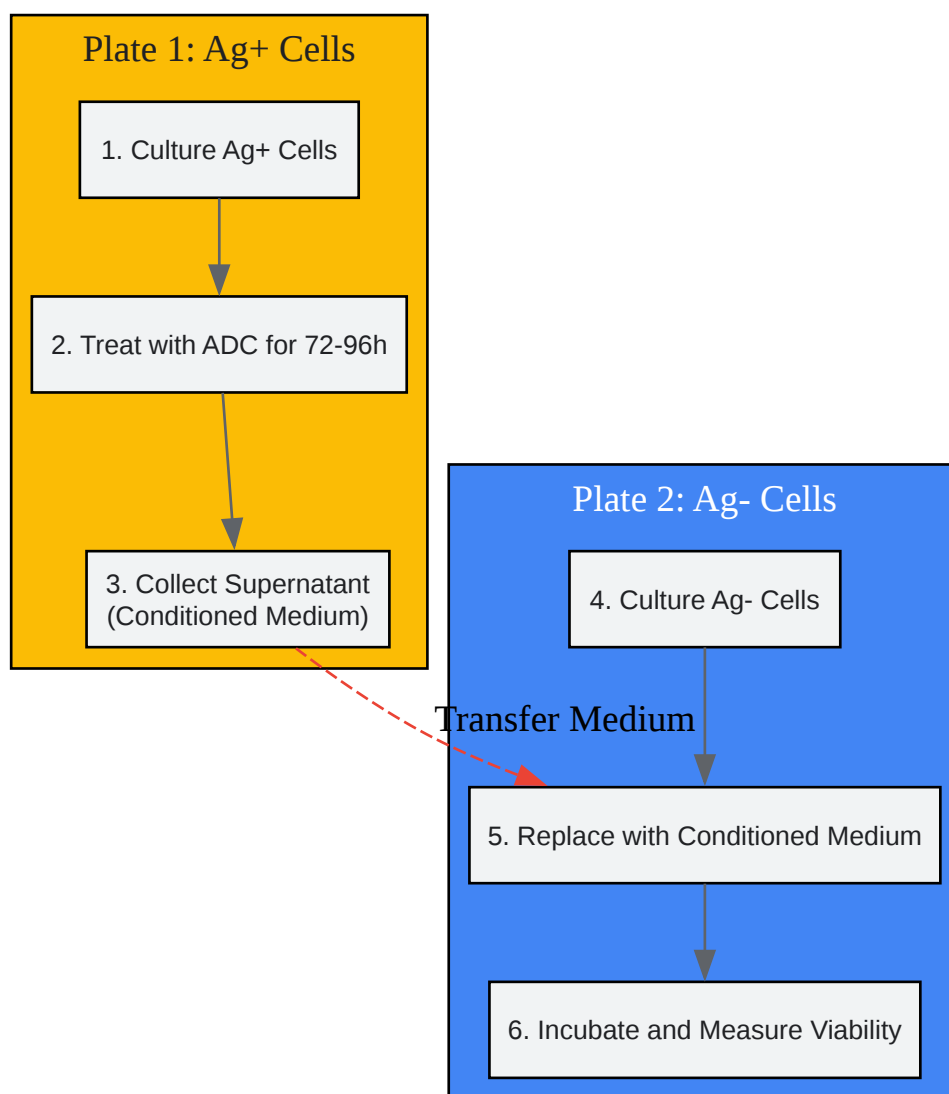 Plate 1: Ag+ Cells
1. Culture Ag+ Cells
2. Treat with ADC for 72-96h
3. Collect Supernatant
(Conditioned Medium)
Plate 2: Ag- Cells
4. Culture Ag- Cells
Transfer Medium
5. Replace with Conditioned Medium
6. Incubate and Measure Viability